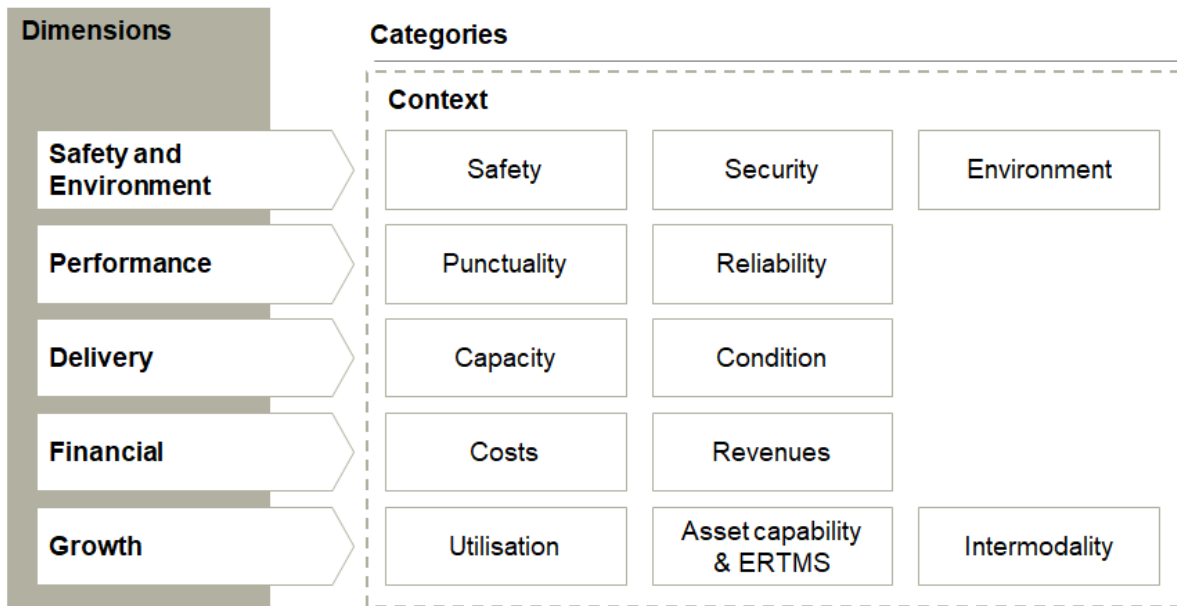 Dimensions
Categories
Context
Safety and
Environment
Safety
Security
Environment
Performance
Punctuality
Reliability
Delivery
Capacity
Condition
Financial
Costs
Revenues
Growth
Utilisation
Asset capability
& ERTMS
Intermodality